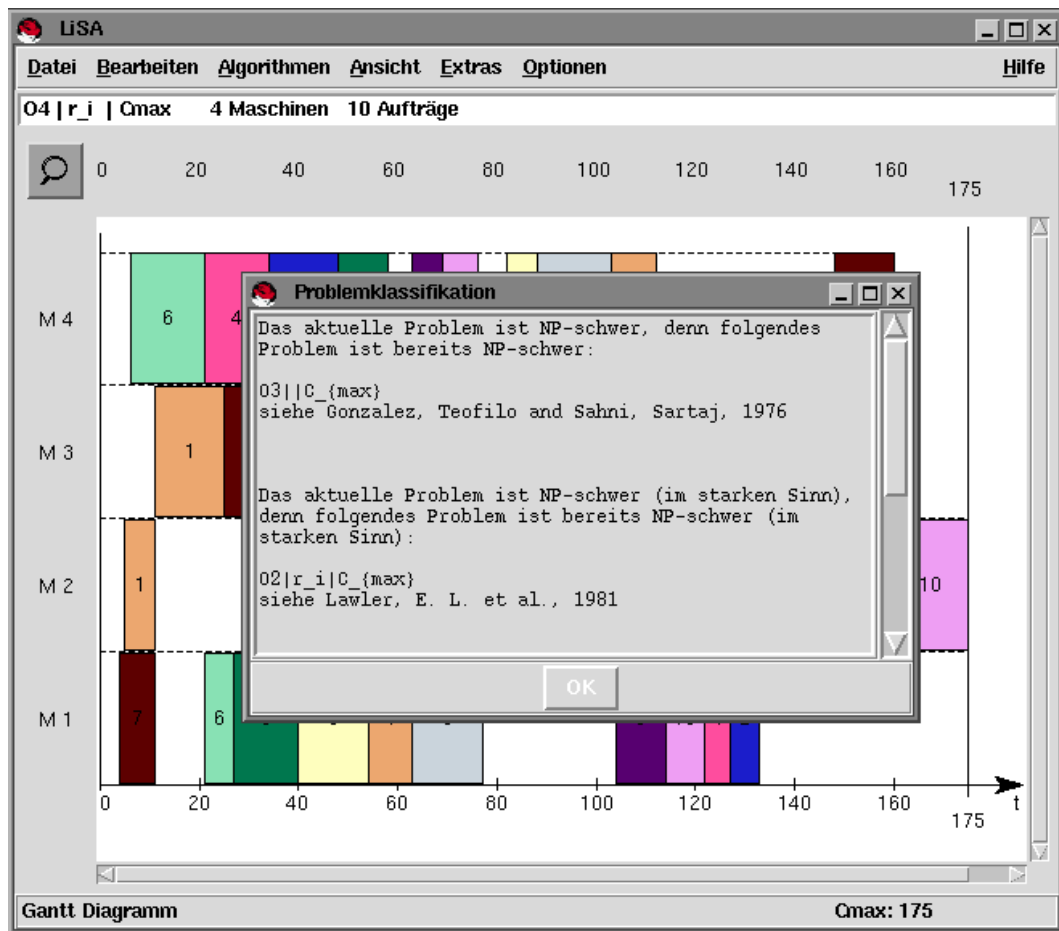 LiSA
Datei Bearbeiten Algorithmen Ansicht Extras Optionen Hilfe
O4 | r_i | Cmax 4 Maschinen 10 Aufträge
0 20 40 60 80 100 120 140 160 175
Problemklassifikation
Das aktuelle Problem ist NP-schwer, denn folgendes
Problem ist bereits NP-schwer:
O3||C_{max}
siehe Gonzalez, Teofilo and Sahni, Sartaj, 1976
Das aktuelle Problem ist NP-schwer (im starken Sinn),
denn folgendes Problem ist bereits NP-schwer (im
starken Sinn):
O2|r_i|C_{max}
siehe Lawler, E. L. et al., 1981
OK
M 4 6 4
M 3 1
M 2 1 10
M 1 7 6
0 20 40 60 80 100 120 140 160 175 t
Gantt Diagramm Cmax: 175